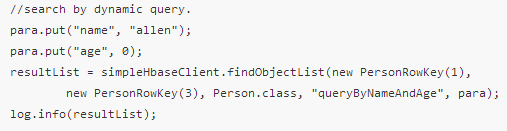 //search by dynamic query.
para.put("name", "allen");
para.put("age", 0);
resultList = simpleHbaseClient.findObjectList(new PersonRowKey(1),
        new PersonRowKey(3), Person.class, "queryByNameAndAge", para);
log.info(resultList);